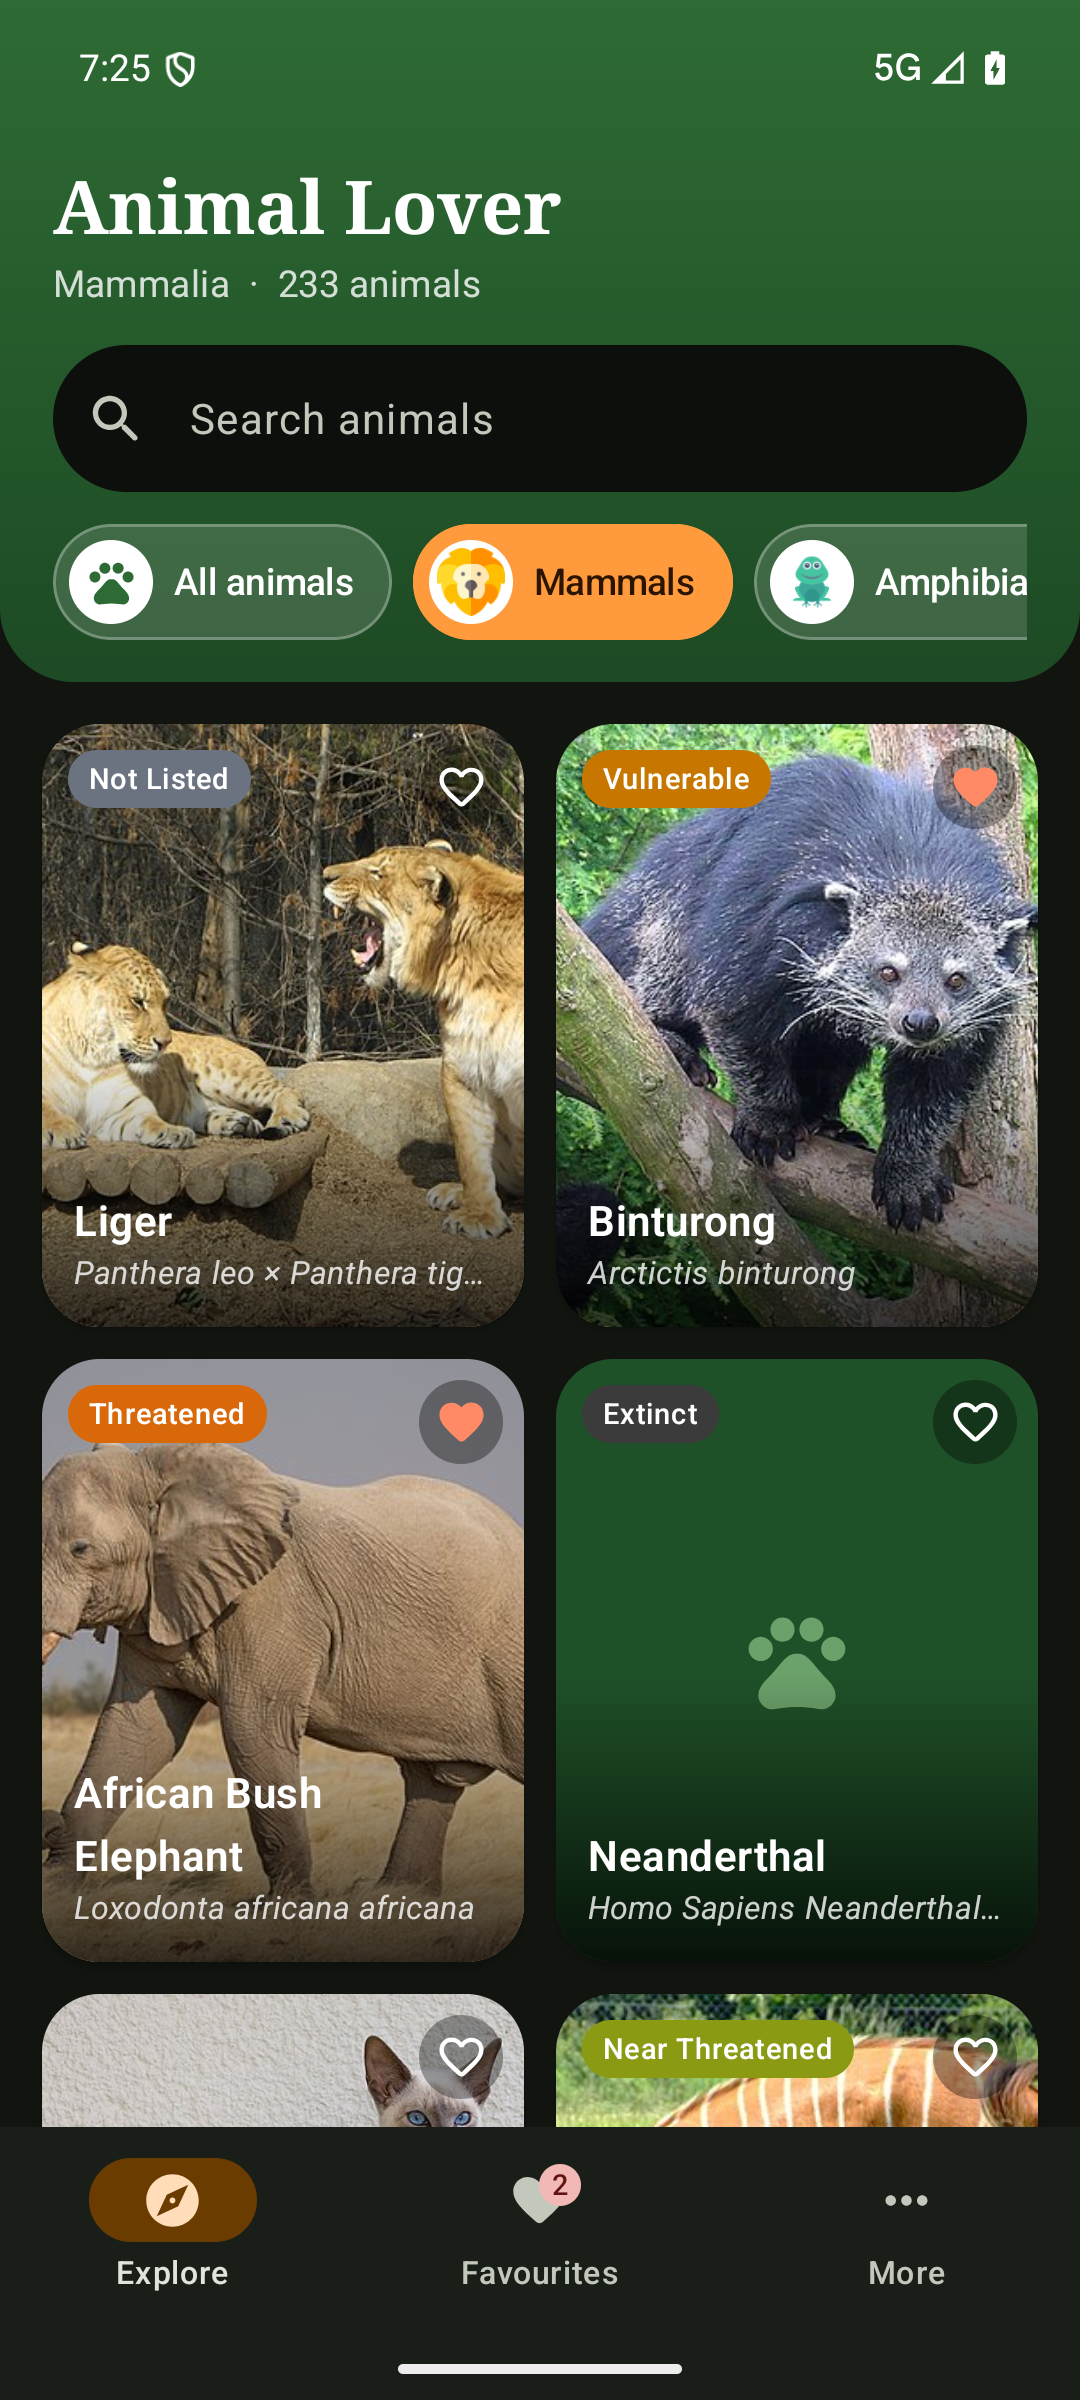 7:25
5G
Animal Lover
Mammalia · 233 animals
Search animals
All animals
Mammals
Amphibia
Not Listed
Vulnerable
Liger
Panthera leo × Panthera tig...
Binturong
Arctictis binturong
Threatened
Extinct
African Bush
Elephant
Loxodonta africana africana
Neanderthal
Homo Sapiens Neanderthal...
Near Threatened
2
Explore
Favourites
More